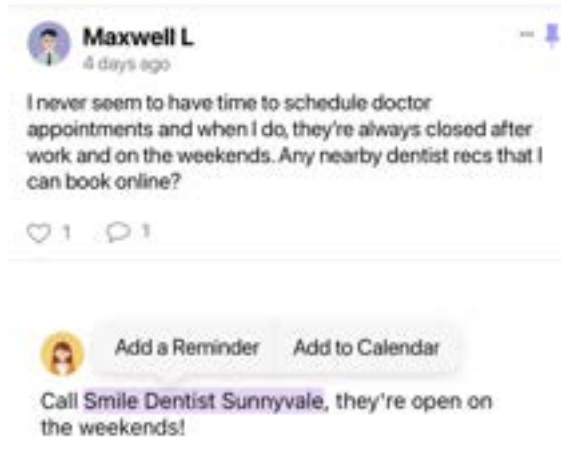 Maxwell L
4 days ago
I never seem to have time to schedule doctor
appointments and when I do, they're always closed after
work and on the weekends. Any nearby dentist recs that I
can book online?
1 1
Add a Reminder Add to Calendar
Call Smile Dentist Sunnyvale, they're open on
the weekends!